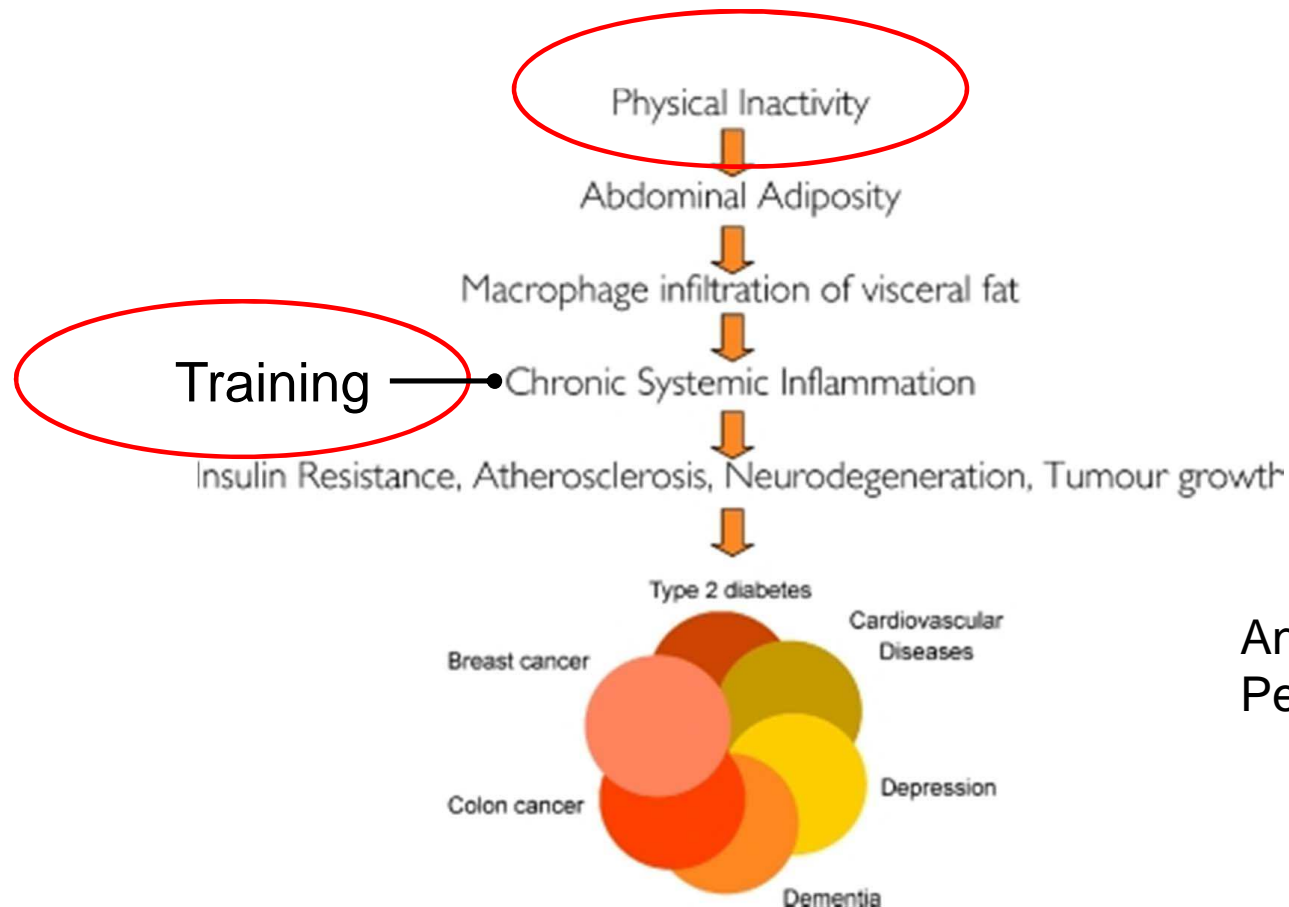 Physical Inactivity
Abdominal Adiposity
Macrophage infiltration of visceral fat
Training
Chronic Systemic Inflammation
Insulin Resistance, Atherosclerosis, Neurodegeneration, Tumour growth
Type 2 diabetes
Cardiovascular
Diseases
Breast cancer
Depression
Colon cancer
Dementia